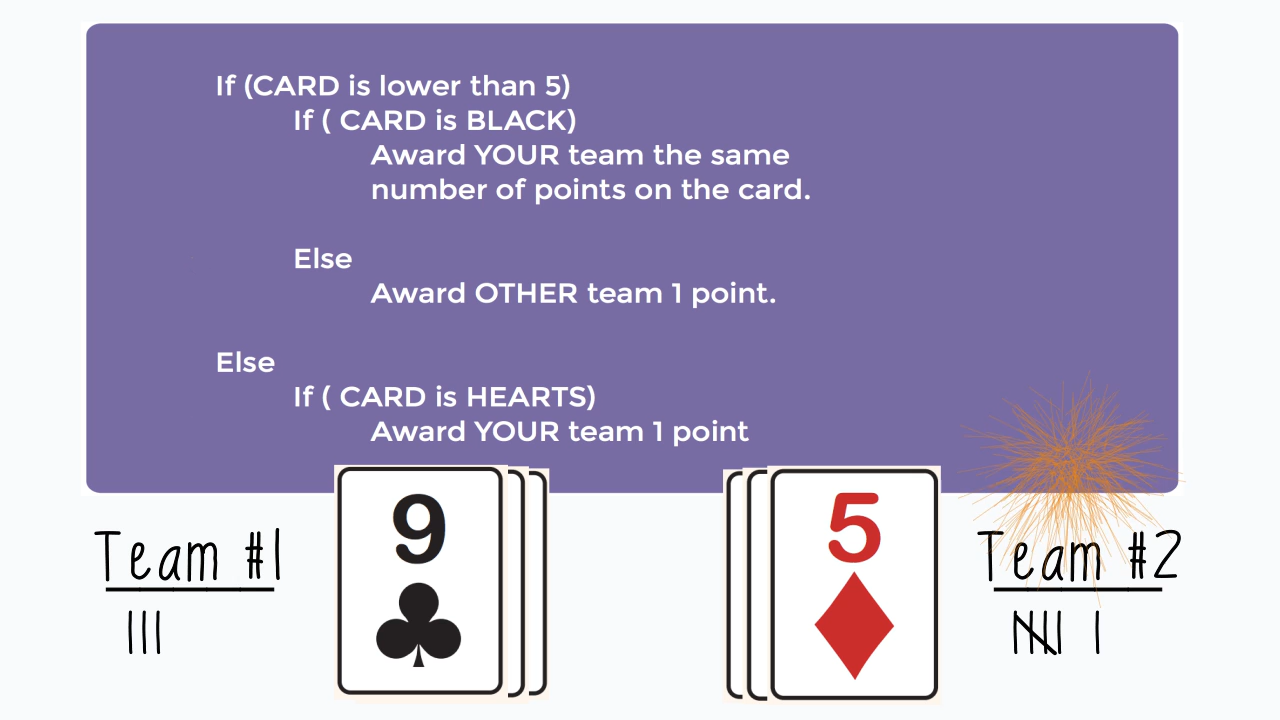 If (CARD is lower than 5)
If ( CARD is BLACK)
Award YOUR team the same
number of points on the card.
Else
Award OTHER team 1 point.
Else
If ( CARD is HEARTS)
Award YOUR team 1 point
9
5
Team #1
Team #2